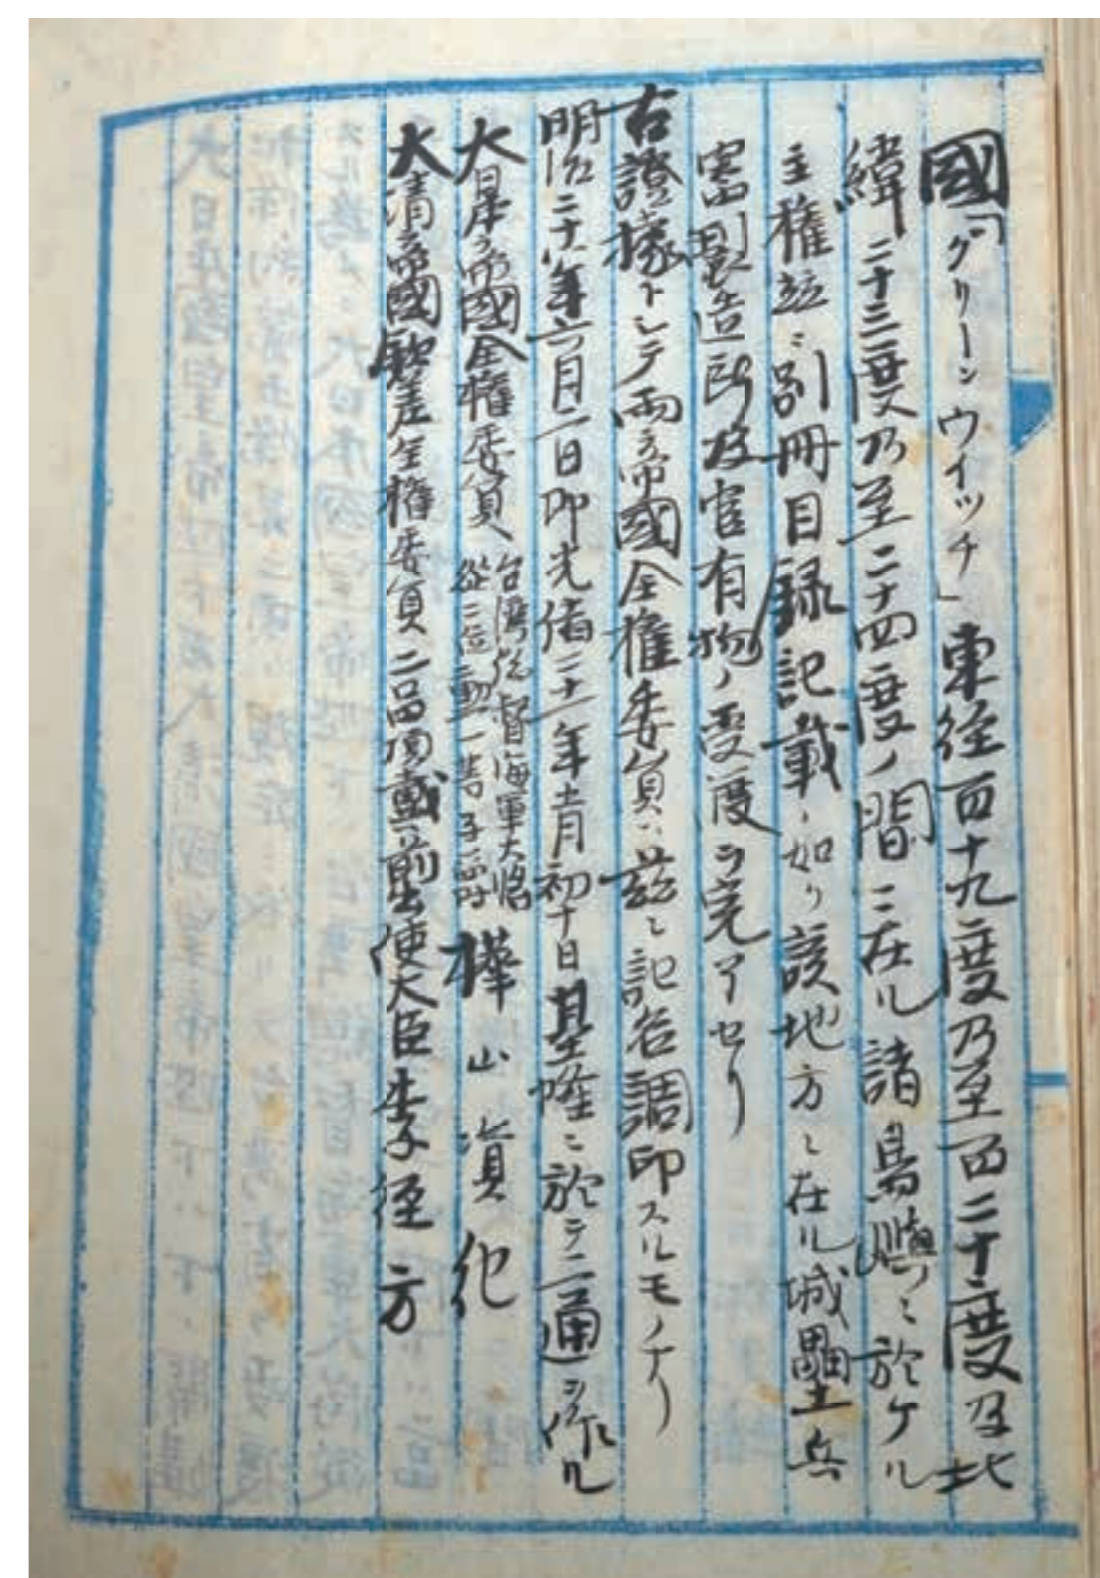 國「グリーンウイッチ」東徑百十九度乃至百二十度及北
緯二十三度乃至二十四度ノ間ニ在ル諸島嶼ニ於ケル
主權並ニ別冊目録記載ノ如ク該地方ニ在ル城壘兵
器製造所及官有物ノ受渡ヲ完了セリ
右證據トシテ兩帝國全權委員ハ茲ニ記名調印スルモノナリ
明治二十八年六月二日即光緒二十一年五月初十日基隆ニ於テ二通ヲ作ル
大日本帝國全權委員 台湾総督海軍大将
從二位勲一等子爵 樺山資紀
大清帝國欽差全權委員二品頂戴前出使大臣李經方